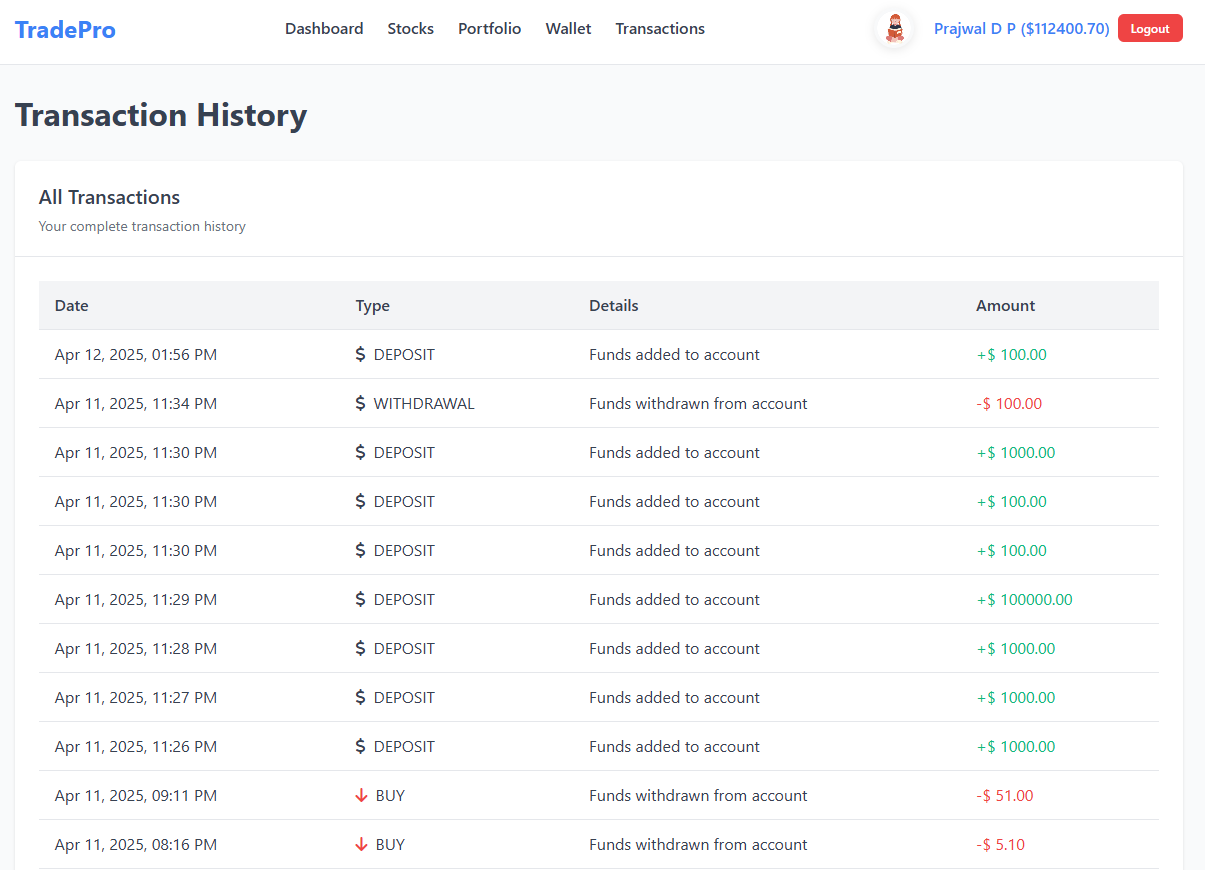 TradePro Dashboard Stocks Portfolio Wallet Transactions Prajwal D P ($112400.70) Logout
Transaction History
All Transactions
Your complete transaction history
Date Type Details Amount
Apr 12, 2025, 01:56 PM $ DEPOSIT Funds added to account +$ 100.00
Apr 11, 2025, 11:34 PM $ WITHDRAWAL Funds withdrawn from account -$ 100.00
Apr 11, 2025, 11:30 PM $ DEPOSIT Funds added to account +$ 1000.00
Apr 11, 2025, 11:30 PM $ DEPOSIT Funds added to account +$ 100.00
Apr 11, 2025, 11:30 PM $ DEPOSIT Funds added to account +$ 100.00
Apr 11, 2025, 11:29 PM $ DEPOSIT Funds added to account +$ 100000.00
Apr 11, 2025, 11:28 PM $ DEPOSIT Funds added to account +$ 1000.00
Apr 11, 2025, 11:27 PM $ DEPOSIT Funds added to account +$ 1000.00
Apr 11, 2025, 11:26 PM $ DEPOSIT Funds added to account +$ 1000.00
Apr 11, 2025, 09:11 PM ↓ BUY Funds withdrawn from account -$ 51.00
Apr 11, 2025, 08:16 PM ↓ BUY Funds withdrawn from account -$ 5.10